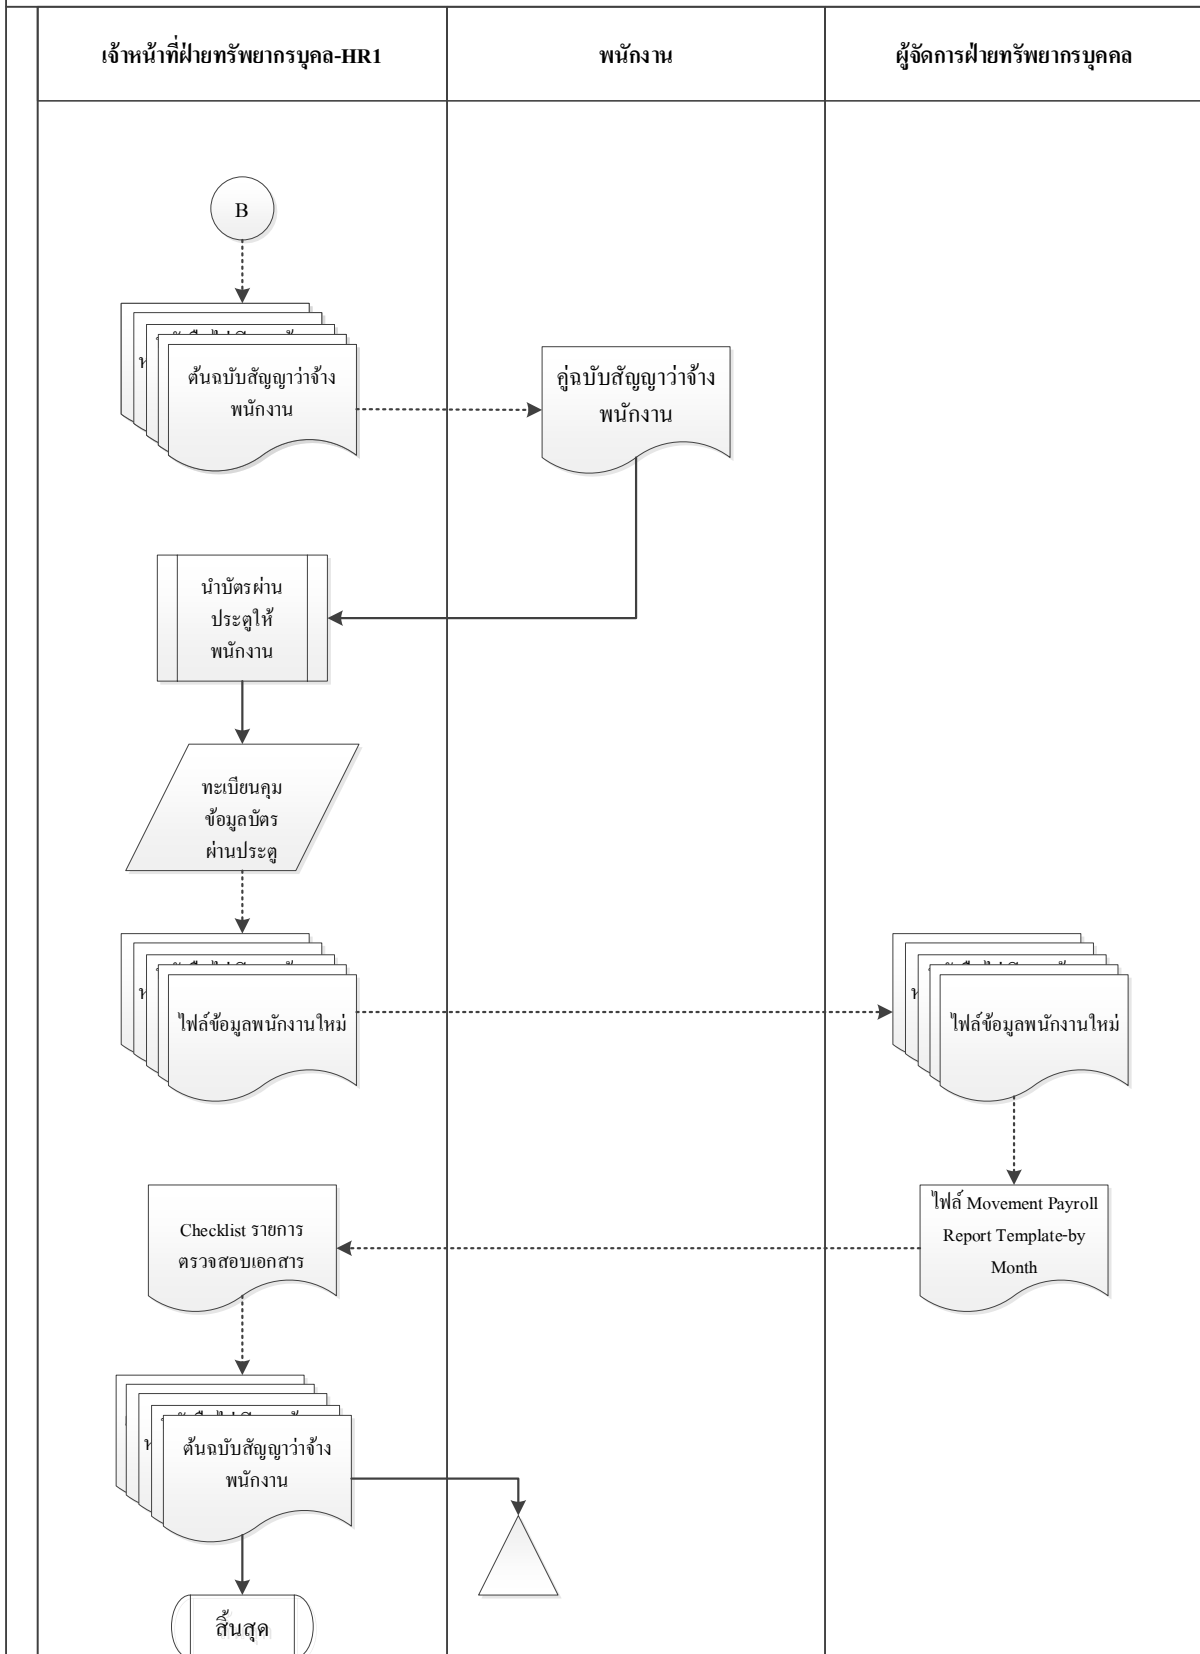 เจ้าหน้าที่ฝ่ายทรัพยากรบุคล-HR1
พนักงาน
ผู้จัดการฝ่ายทรัพยากรบุคคล
B
ต้นฉบับสัญญาว่าจ้าง
พนักงาน
คู่ฉบับสัญญาว่าจ้าง
พนักงาน
นำบัตรผ่าน
ประตูให้
พนักงาน
ทะเบียนคุม
ข้อมูลบัตร
ผ่านประตู
ไฟล์ข้อมูลพนักงานใหม่
ไฟล์ข้อมูลพนักงานใหม่
Checklist รายการ
ตรวจสอบเอกสาร
ไฟล์ Movement Payroll
Report Template-by
Month
ต้นฉบับสัญญาว่าจ้าง
พนักงาน
สิ้นสุด